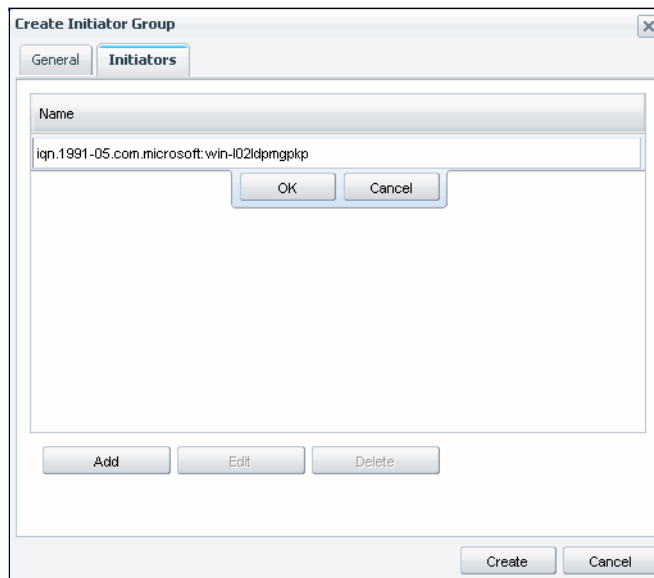 Create Initiator Group
General Initiators
Name
iqn.1991-05.com.microsoft:win-l02ldpmgpkp
OK Cancel
Add Edit Delete
Create Cancel